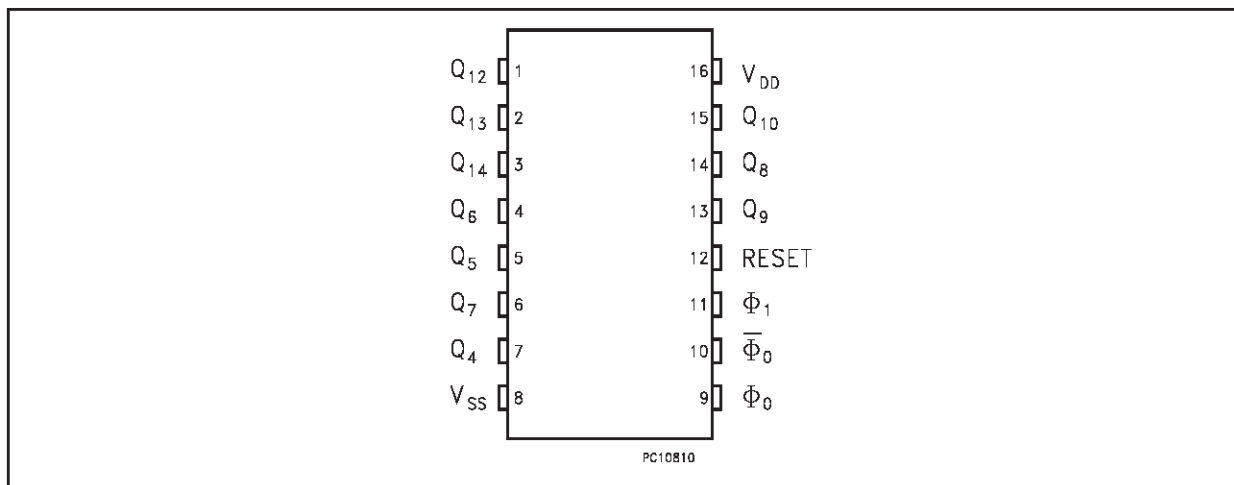 Q12 1 16 VDD
Q13 2 15 Q10
Q14 3 14 Q8
Q6 4 13 Q9
Q5 5 12 RESET
Q7 6 11 Φ1
Q4 7 10 Φ̅0
VSS 8 9 Φ0
PC10810